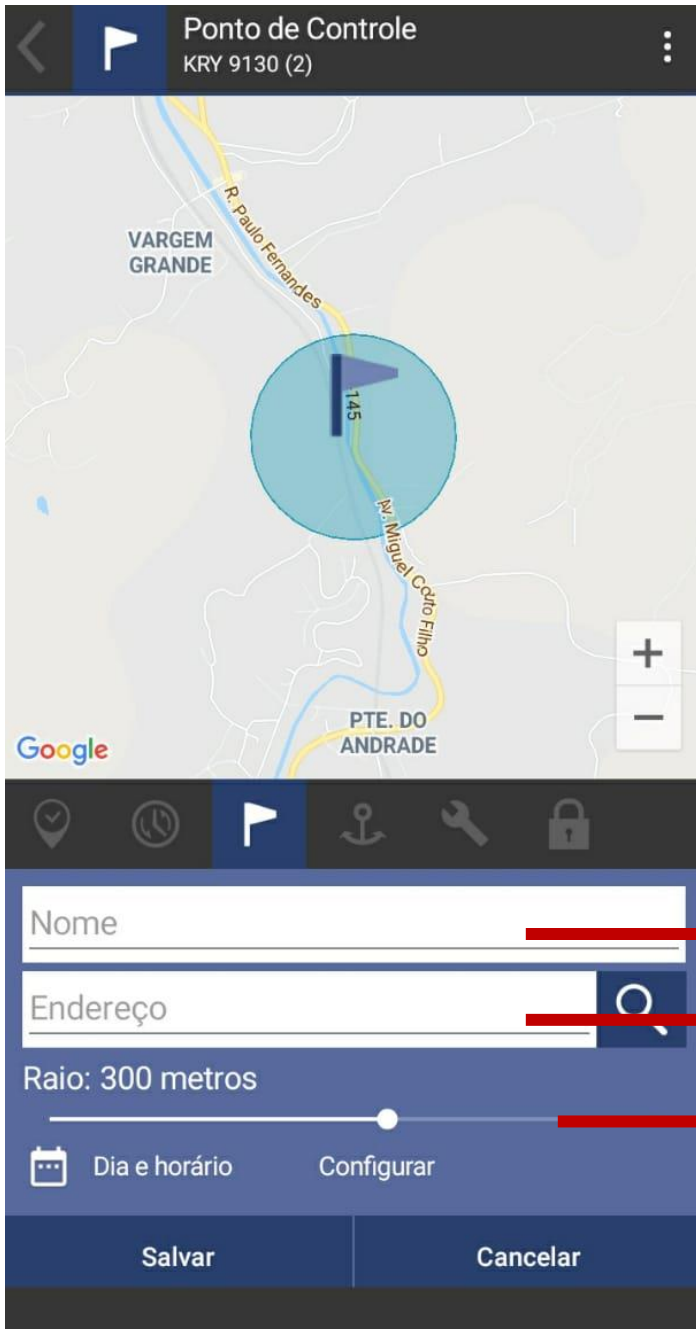 Ponto de Controle
KRY 9130 (2)
R. Paulo Fernandes
VARGEM
GRANDE
145
Av. Miguel Couto Filho
PTE. DO
ANDRADE
Google
Nome
Endereço
Raio: 300 metros
Dia e horário Configurar
Salvar Cancelar